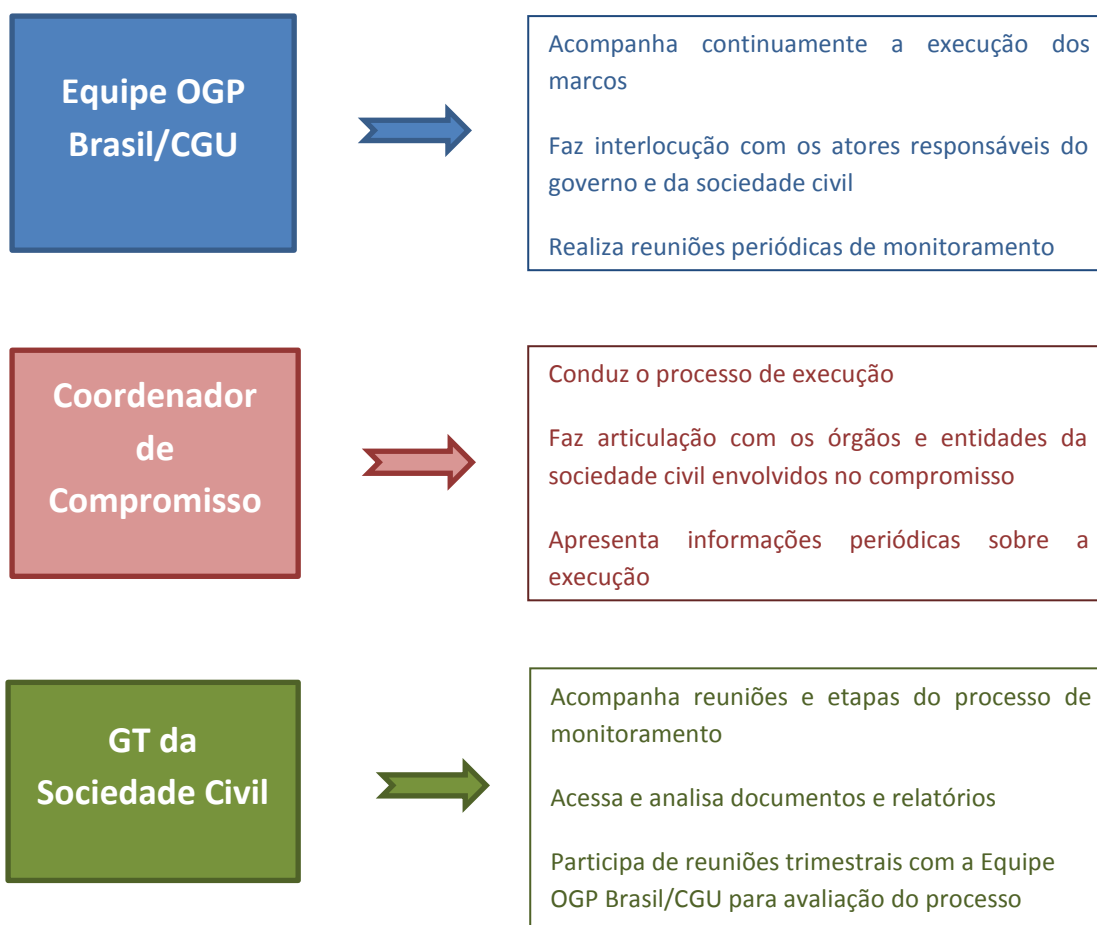 Equipe OGP
Brasil/CGU
Acompanha continuamente a execução dos
marcos
Faz interlocução com os atores responsáveis do
governo e da sociedade civil
Realiza reuniões periódicas de monitoramento
Coordenador
de
Compromisso
Conduz o processo de execução
Faz articulação com os órgãos e entidades da
sociedade civil envolvidos no compromisso
Apresenta informações periódicas sobre a
execução
GT da
Sociedade Civil
Acompanha reuniões e etapas do processo de
monitoramento
Acessa e analisa documentos e relatórios
Participa de reuniões trimestrais com a Equipe
OGP Brasil/CGU para avaliação do processo